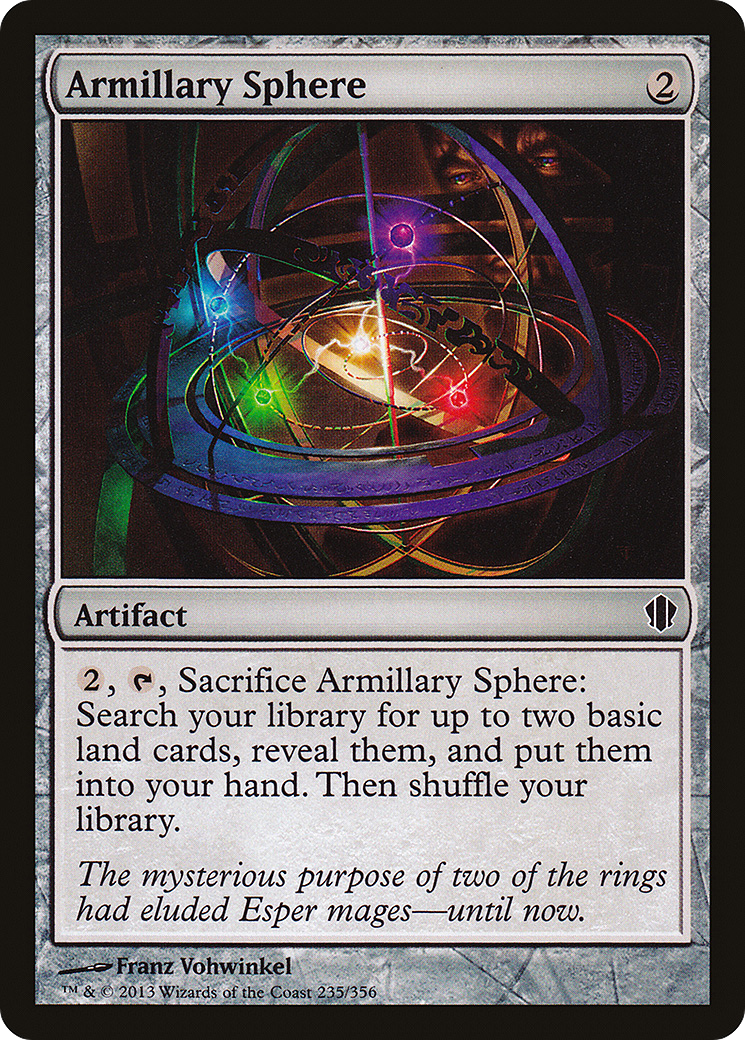 Armillary Sphere 2
Artifact
2, , Sacrifice Armillary Sphere:
Search your library for up to two basic
land cards, reveal them, and put them
into your hand. Then shuffle your
library.
The mysterious purpose of two of the rings
had eluded Esper mages—until now.
Franz Vohwinkel
™ & © 2013 Wizards of the Coast 235/356